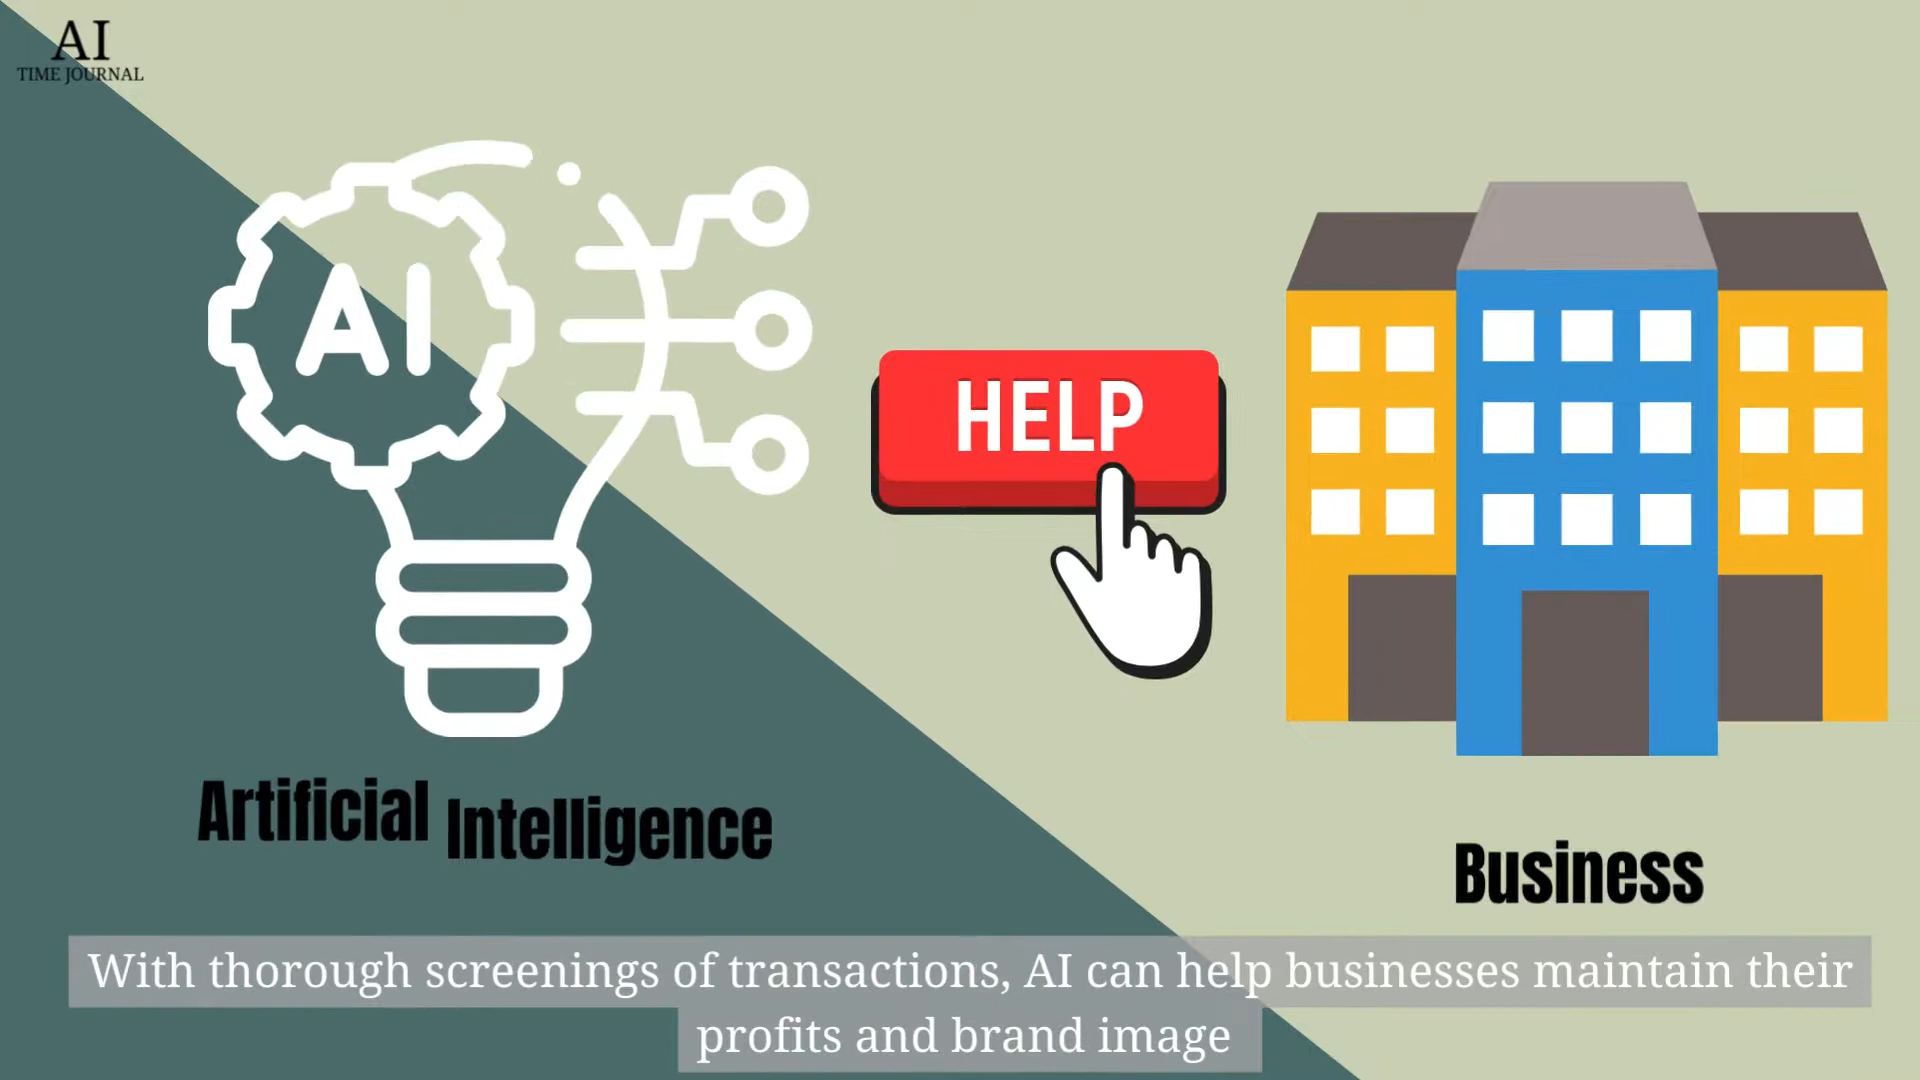 AI
TIME JOURNAL
AI
HELP
Artificial Intelligence
Business
With thorough screenings of transactions, AI can help businesses maintain their
profits and brand image